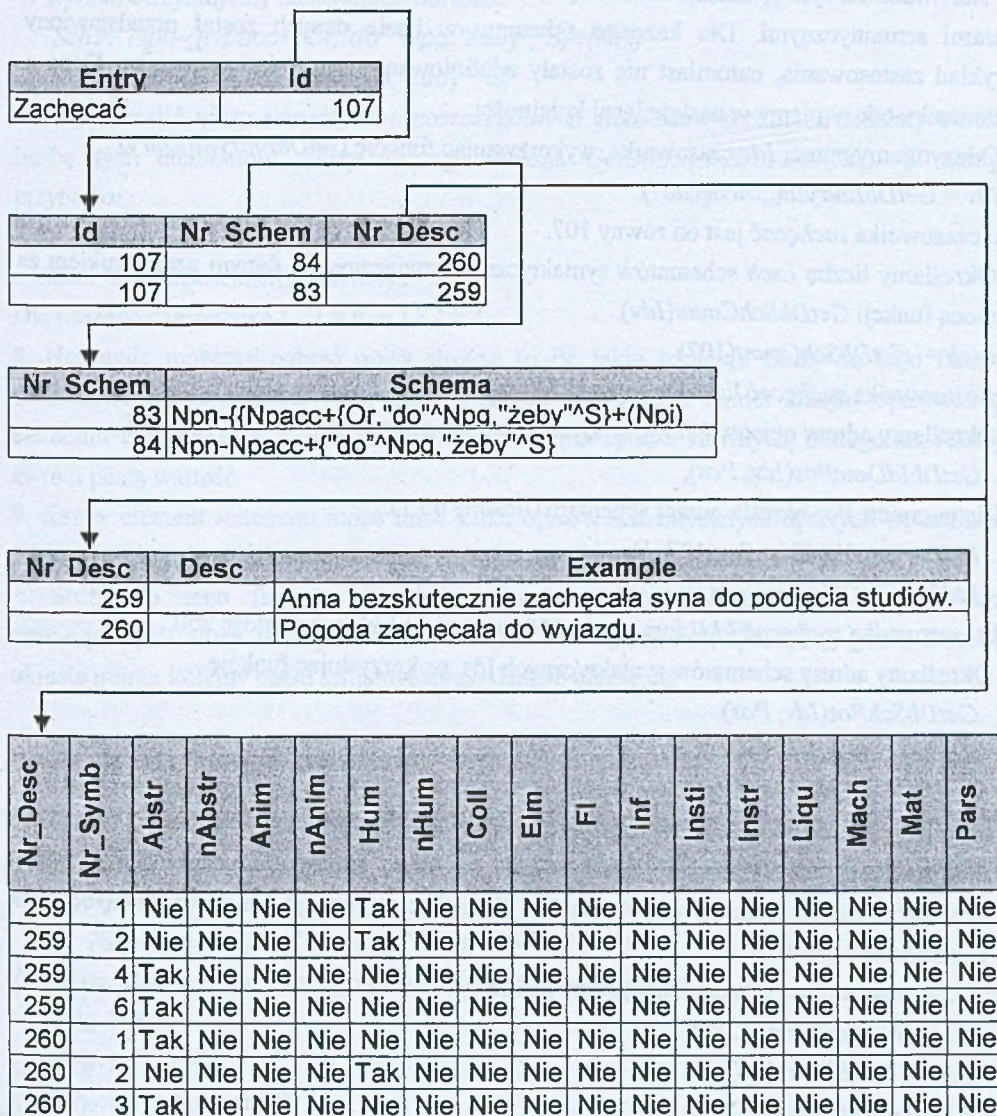 Entry Id
Zachęcać 107
Id Nr_Schem Nr_Desc
107 84 260
107 83 259
Nr_Schem Schema
83 Npn-{{Npacc+{Or,"do"^Npg,"żeby"^S}+(Npi)
84 Npn-Npacc+{"do"^Npg,"żeby"^S}
Nr_Desc Desc Example
259 Anna bezskutecznie zachęcała syna do podjęcia studiów.
260 Pogoda zachęcała do wyjazdu.
Nr_Desc Nr_Symb Abstr nAbstr Anim nAnim Hum nHum Coll Elm Fl Inf Insti Instr Liqu Mach Mat Pars
259 1 Nie Nie Nie Nie Tak Nie Nie Nie Nie Nie Nie Nie Nie Nie Nie Nie
259 2 Nie Nie Nie Nie Tak Nie Nie Nie Nie Nie Nie Nie Nie Nie Nie Nie
259 4 Tak Nie Nie Nie Nie Nie Nie Nie Nie Nie Nie Nie Nie Nie Nie Nie
259 6 Tak Nie Nie Nie Nie Nie Nie Nie Nie Nie Nie Nie Nie Nie Nie Nie
260 1 Tak Nie Nie Nie Nie Nie Nie Nie Nie Nie Nie Nie Nie Nie Nie Nie
260 2 Nie Nie Nie Nie Tak Nie Nie Nie Nie Nie Nie Nie Nie Nie Nie Nie
260 3 Tak Nie Nie Nie Nie Nie Nie Nie Nie Nie Nie Nie Nie Nie Nie Nie